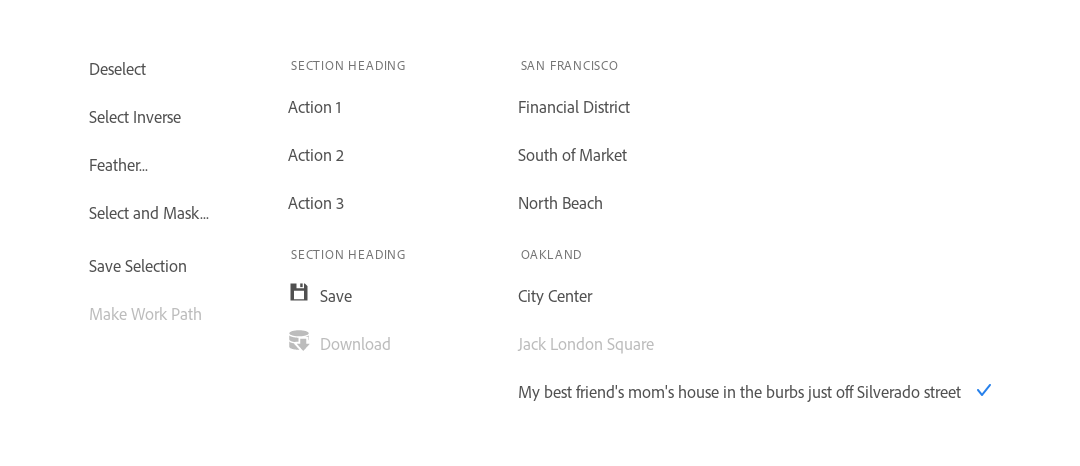 Deselect
Select Inverse
Feather...
Select and Mask...
Save Selection
Make Work Path
SECTION HEADING
Action 1
Action 2
Action 3
SECTION HEADING
Save
Download
SAN FRANCISCO
Financial District
South of Market
North Beach
OAKLAND
City Center
Jack London Square
My best friend's mom's house in the burbs just off Silverado street